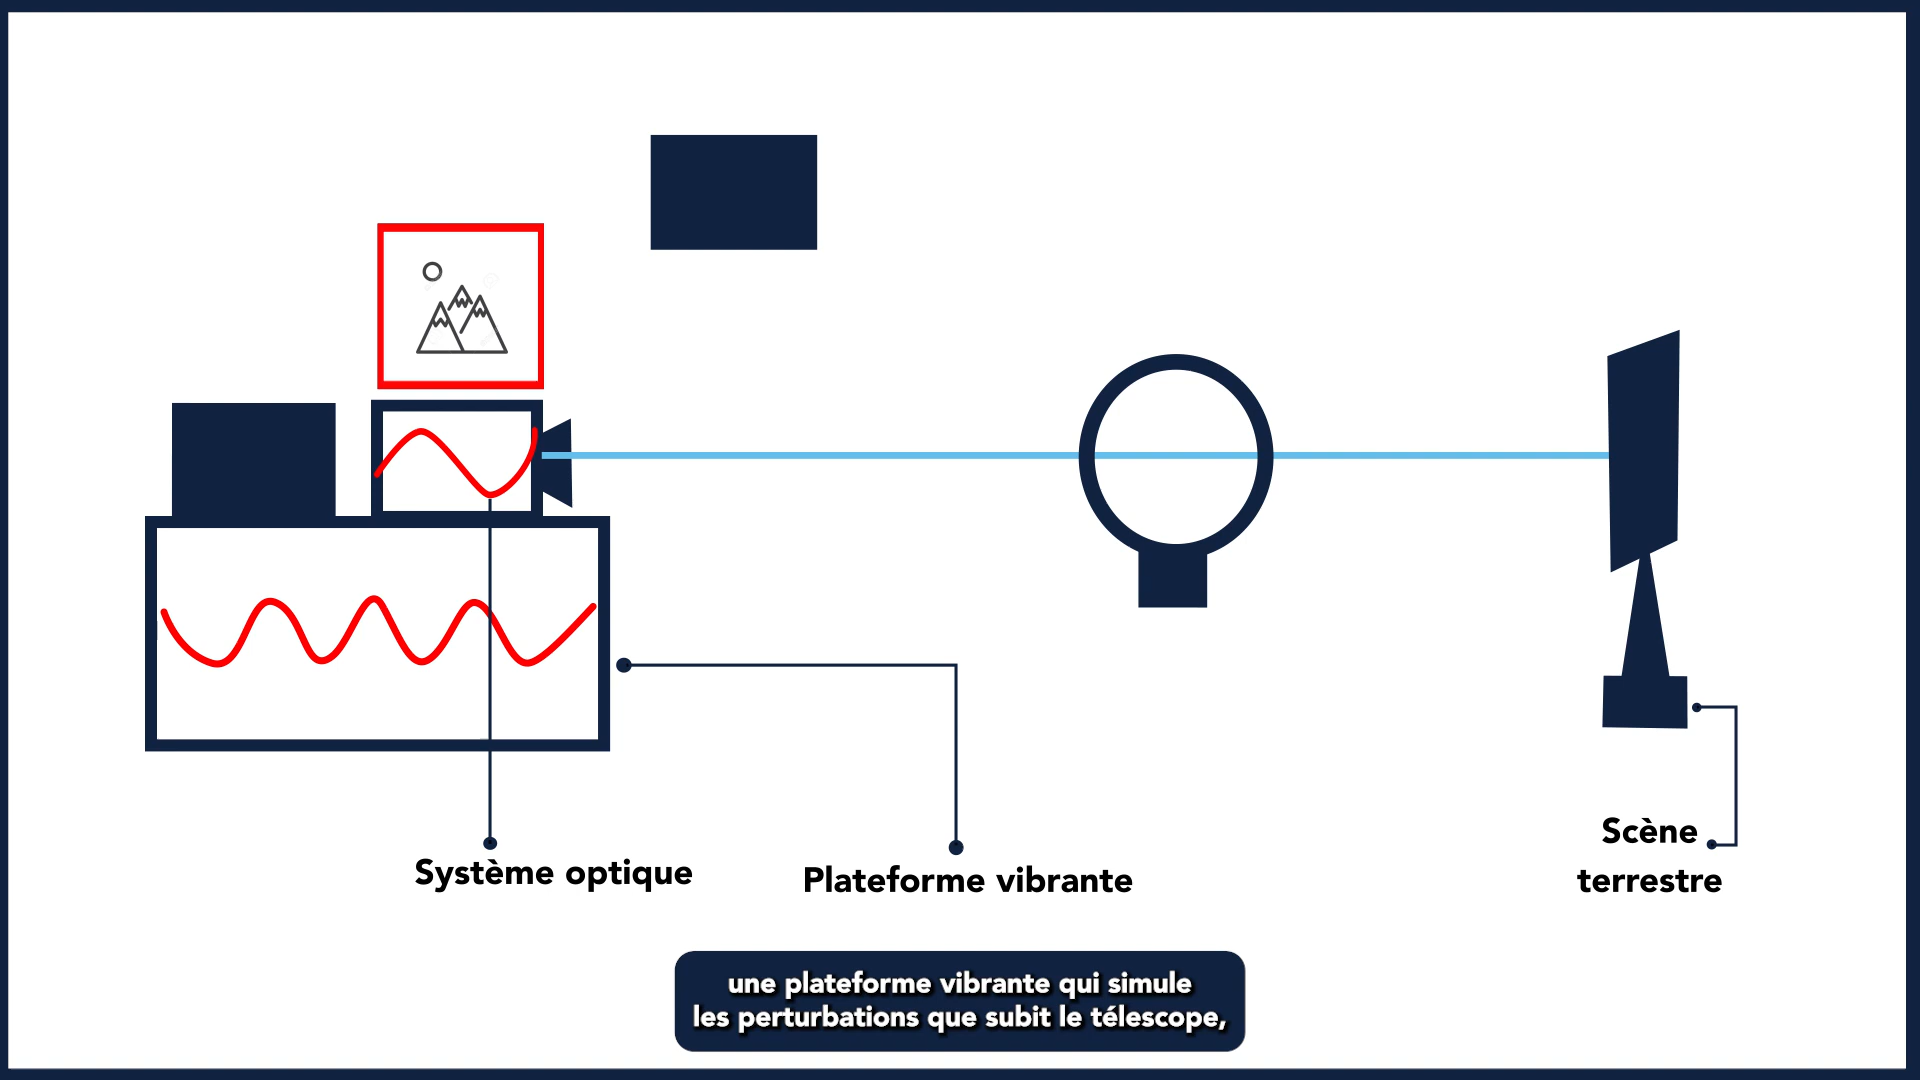 Système optique
Plateforme vibrante
Scène
terrestre
une plateforme vibrante qui simule
les perturbations que subit le télescope,